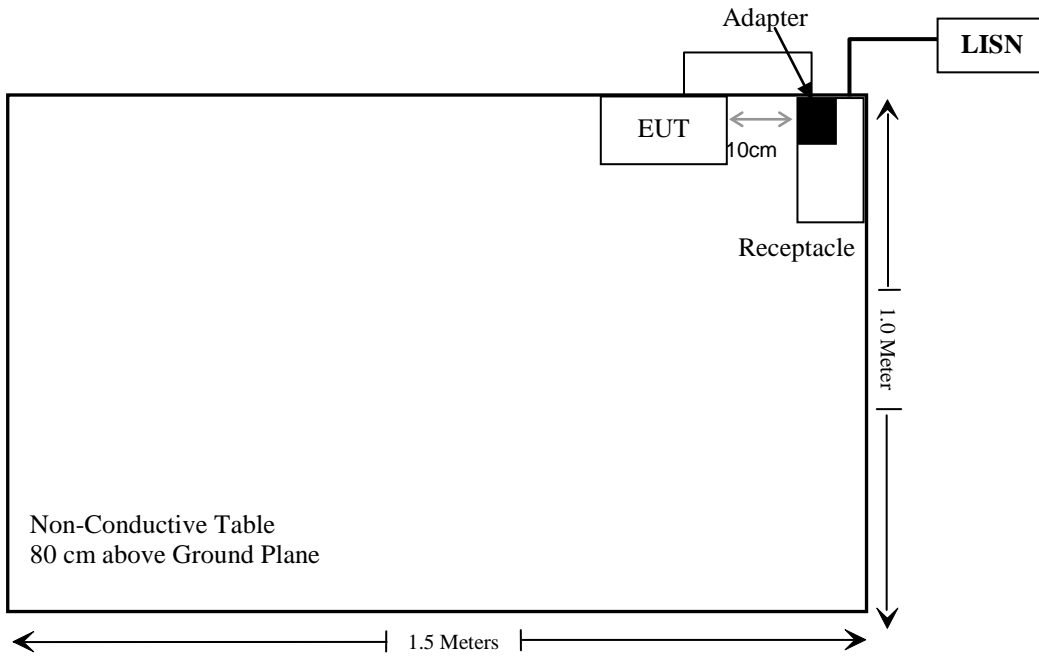 Adapter
LISN
EUT
10cm
Receptacle
1.0 Meter
Non-Conductive Table
80 cm above Ground Plane
1.5 Meters